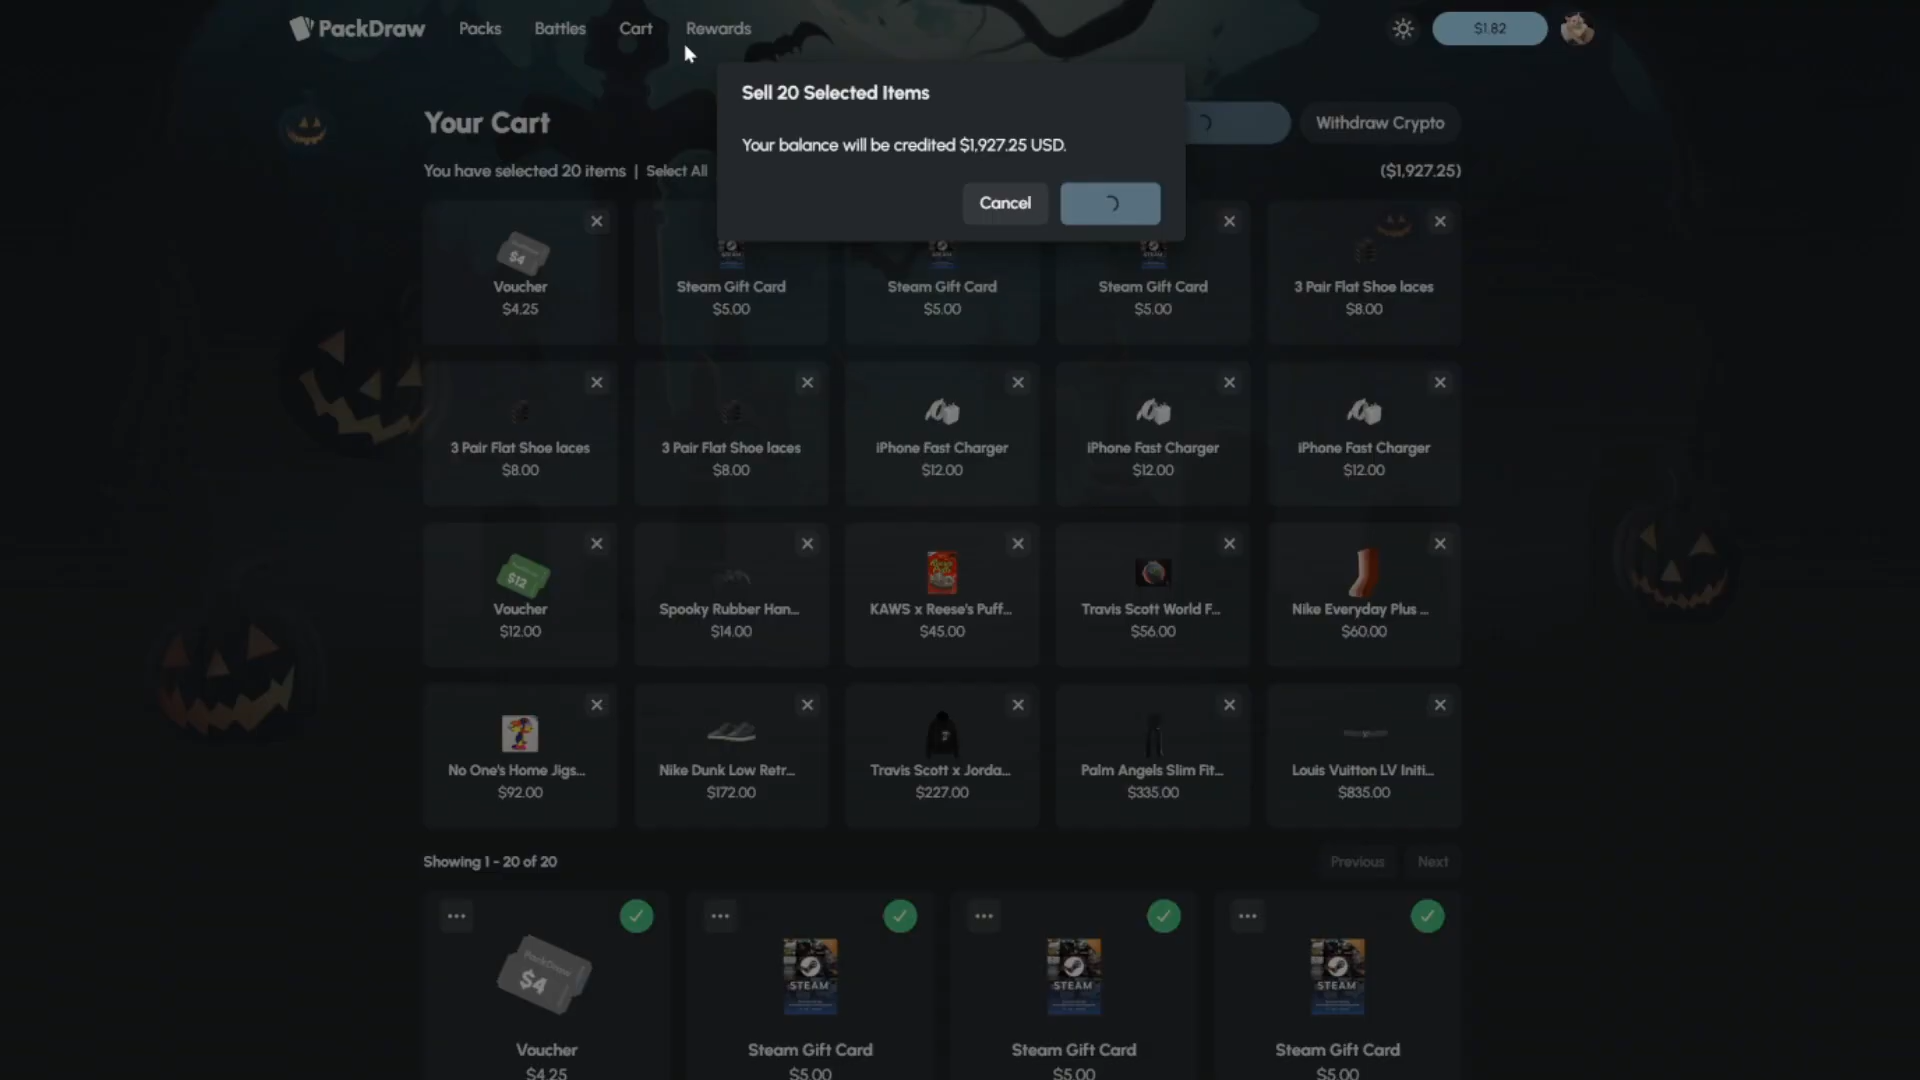 PackDraw Packs Battles Cart Rewards $1.82
Sell 20 Selected Items
Your balance will be credited $1,927.25 USD.
Cancel
Your Cart Withdraw Crypto
You have selected 20 items | Select All ($1,927.25)
$4
Voucher Steam Gift Card Steam Gift Card Steam Gift Card 3 Pair Flat Shoe laces
$4.25 $5.00 $5.00 $5.00 $8.00
3 Pair Flat Shoe laces 3 Pair Flat Shoe laces iPhone Fast Charger iPhone Fast Charger iPhone Fast Charger
$8.00 $8.00 $12.00 $12.00 $12.00
$12
Voucher Spooky Rubber Han... KAWS x Reese's Puff... Travis Scott World F... Nike Everyday Plus ...
$12.00 $14.00 $45.00 $56.00 $60.00
No One's Home Jigs... Nike Dunk Low Retr... Travis Scott x Jorda... Palm Angels Slim Fit... Louis Vuitton LV Initi...
$92.00 $172.00 $227.00 $335.00 $835.00
Showing 1 - 20 of 20 Previous Next
PackDraw
$4 STEAM STEAM STEAM
Voucher Steam Gift Card Steam Gift Card Steam Gift Card
$4.25 $5.00 $5.00 $5.00